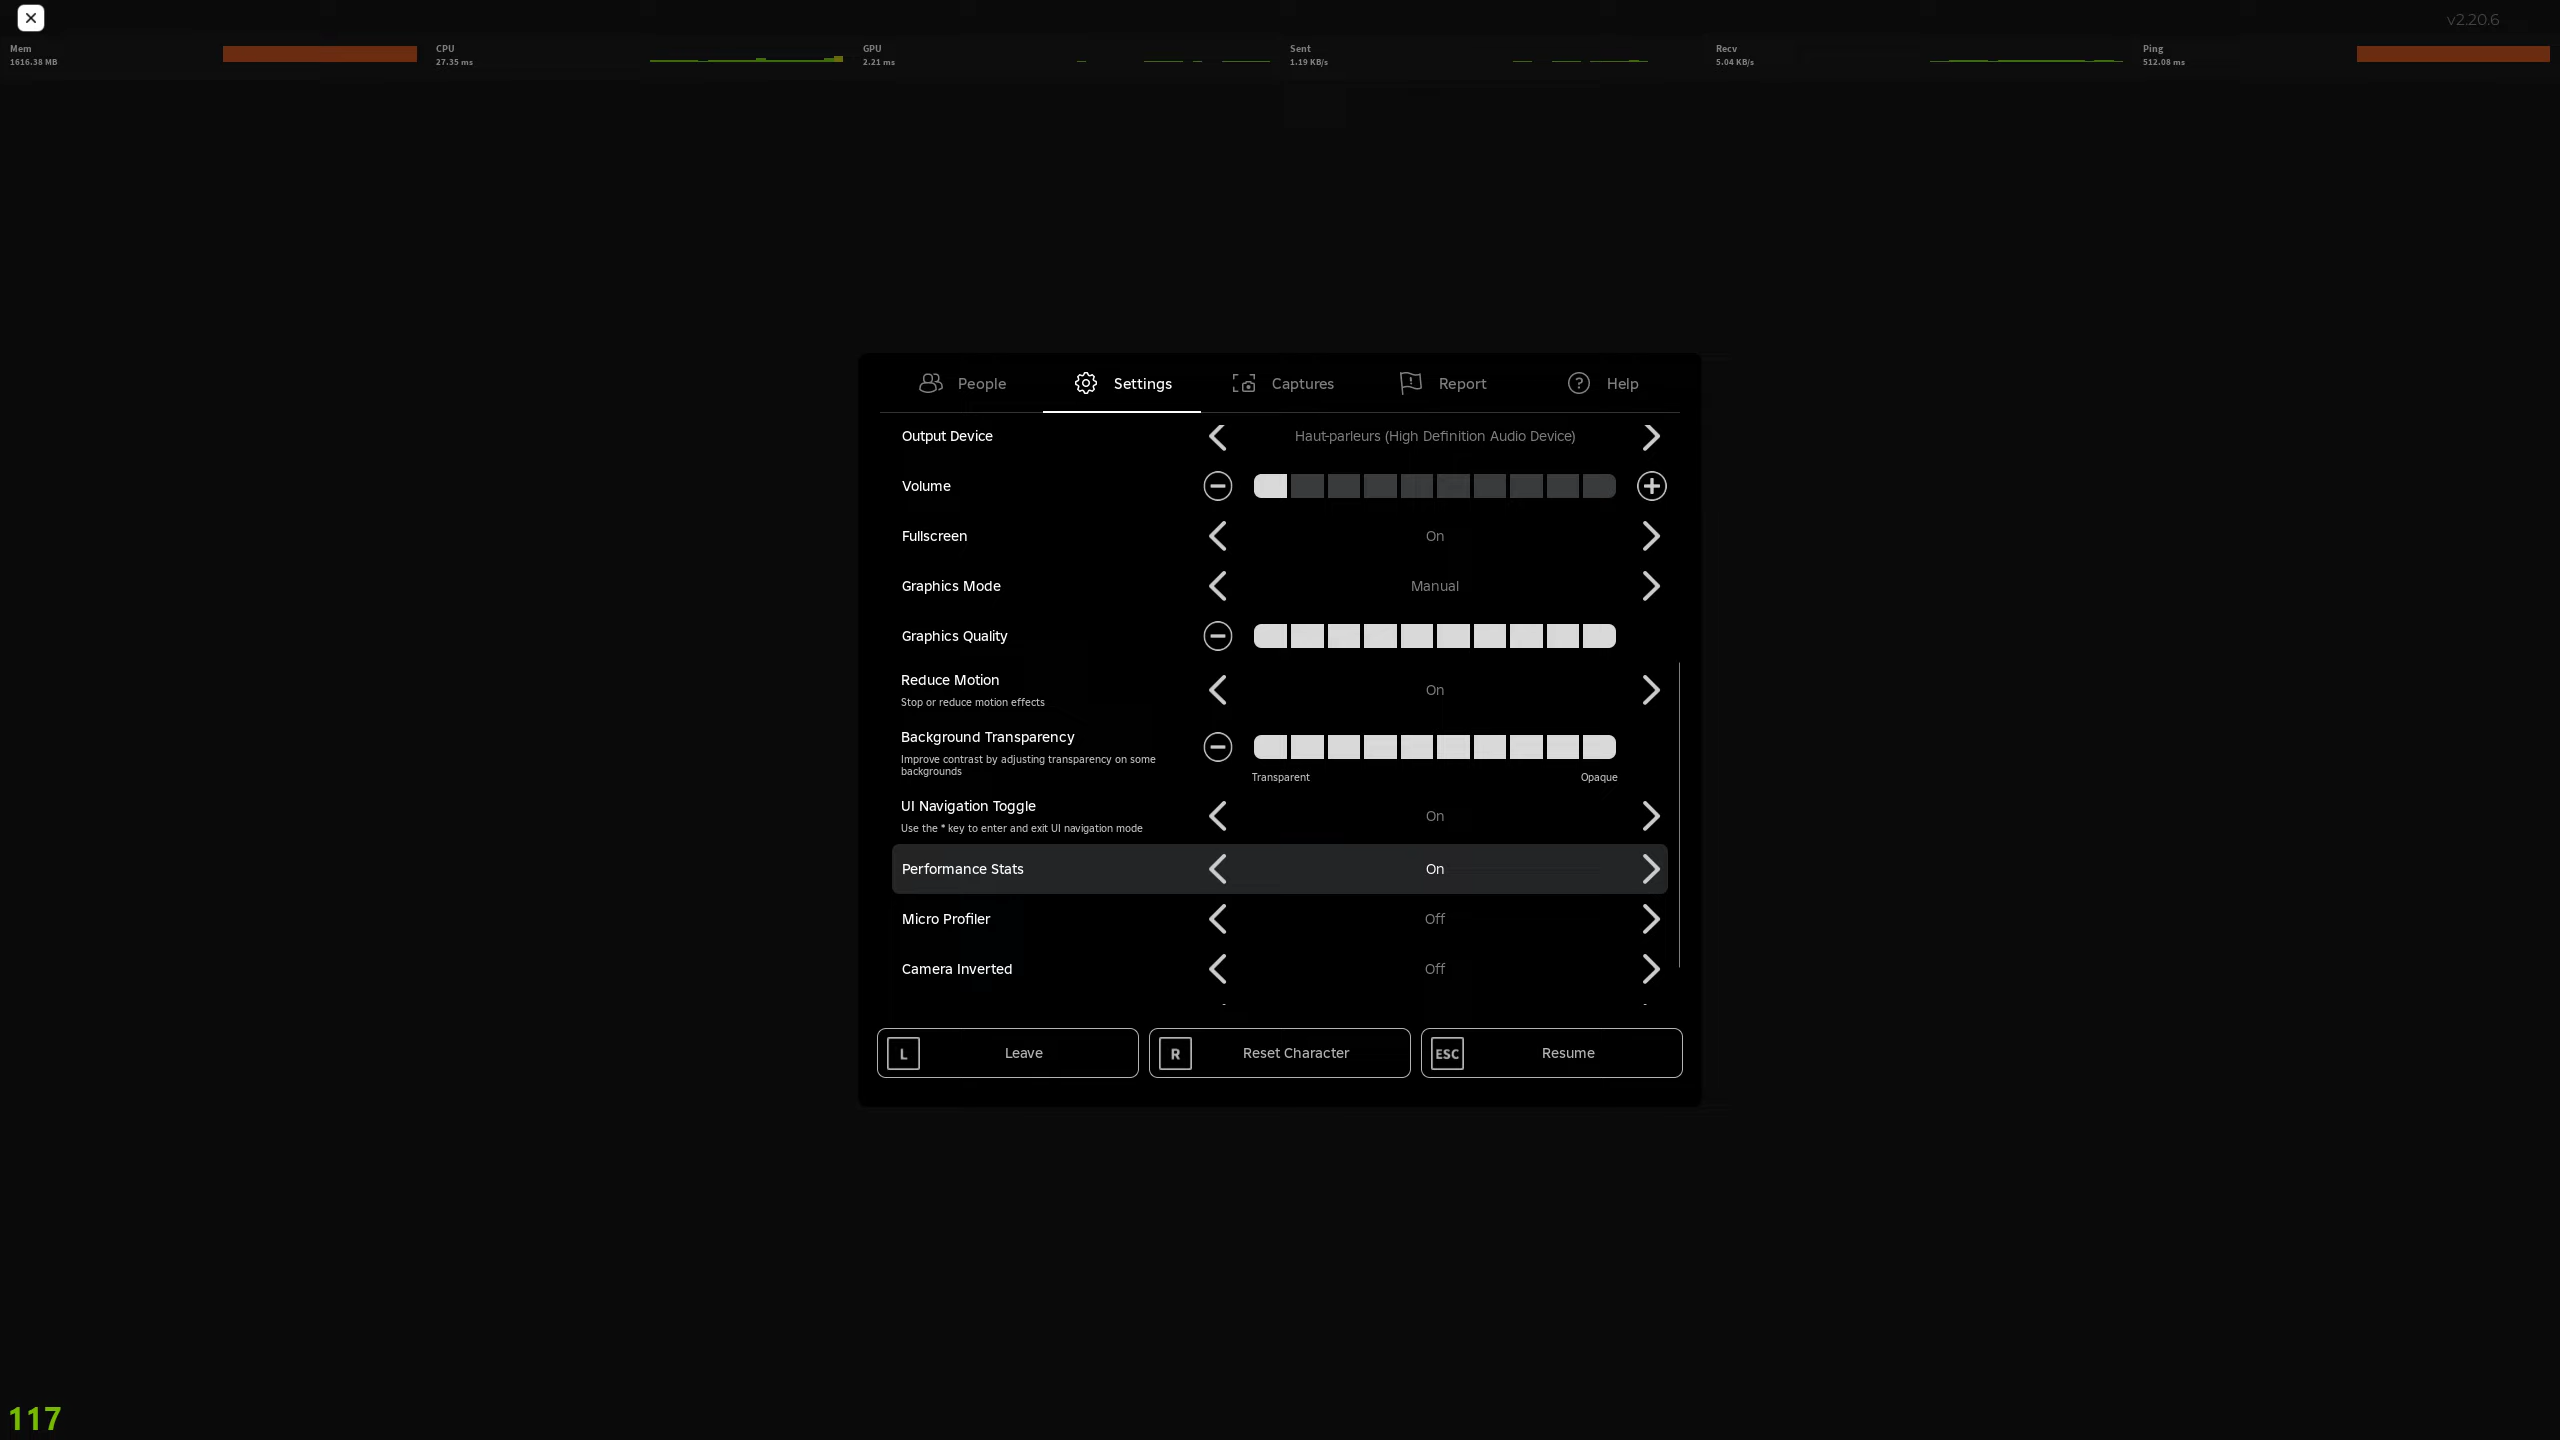 v2.20.6
Mem
1616.38 MB
CPU
27.35 ms
GPU
2.21 ms
Sent
1.19 KB/s
Recv
5.04 KB/s
Ping
512.08 ms
People
Settings
Captures
Report
Help
Output Device
Haut-parleurs (High Definition Audio Device)
Volume
Fullscreen
On
Graphics Mode
Manual
Graphics Quality
Reduce Motion
Stop or reduce motion effects
On
Background Transparency
Improve contrast by adjusting transparency on some
backgrounds
Transparent
Opaque
UI Navigation Toggle
Use the * key to enter and exit UI navigation mode
On
Performance Stats
On
Micro Profiler
Off
Camera Inverted
Off
L
Leave
R
Reset Character
ESC
Resume
117